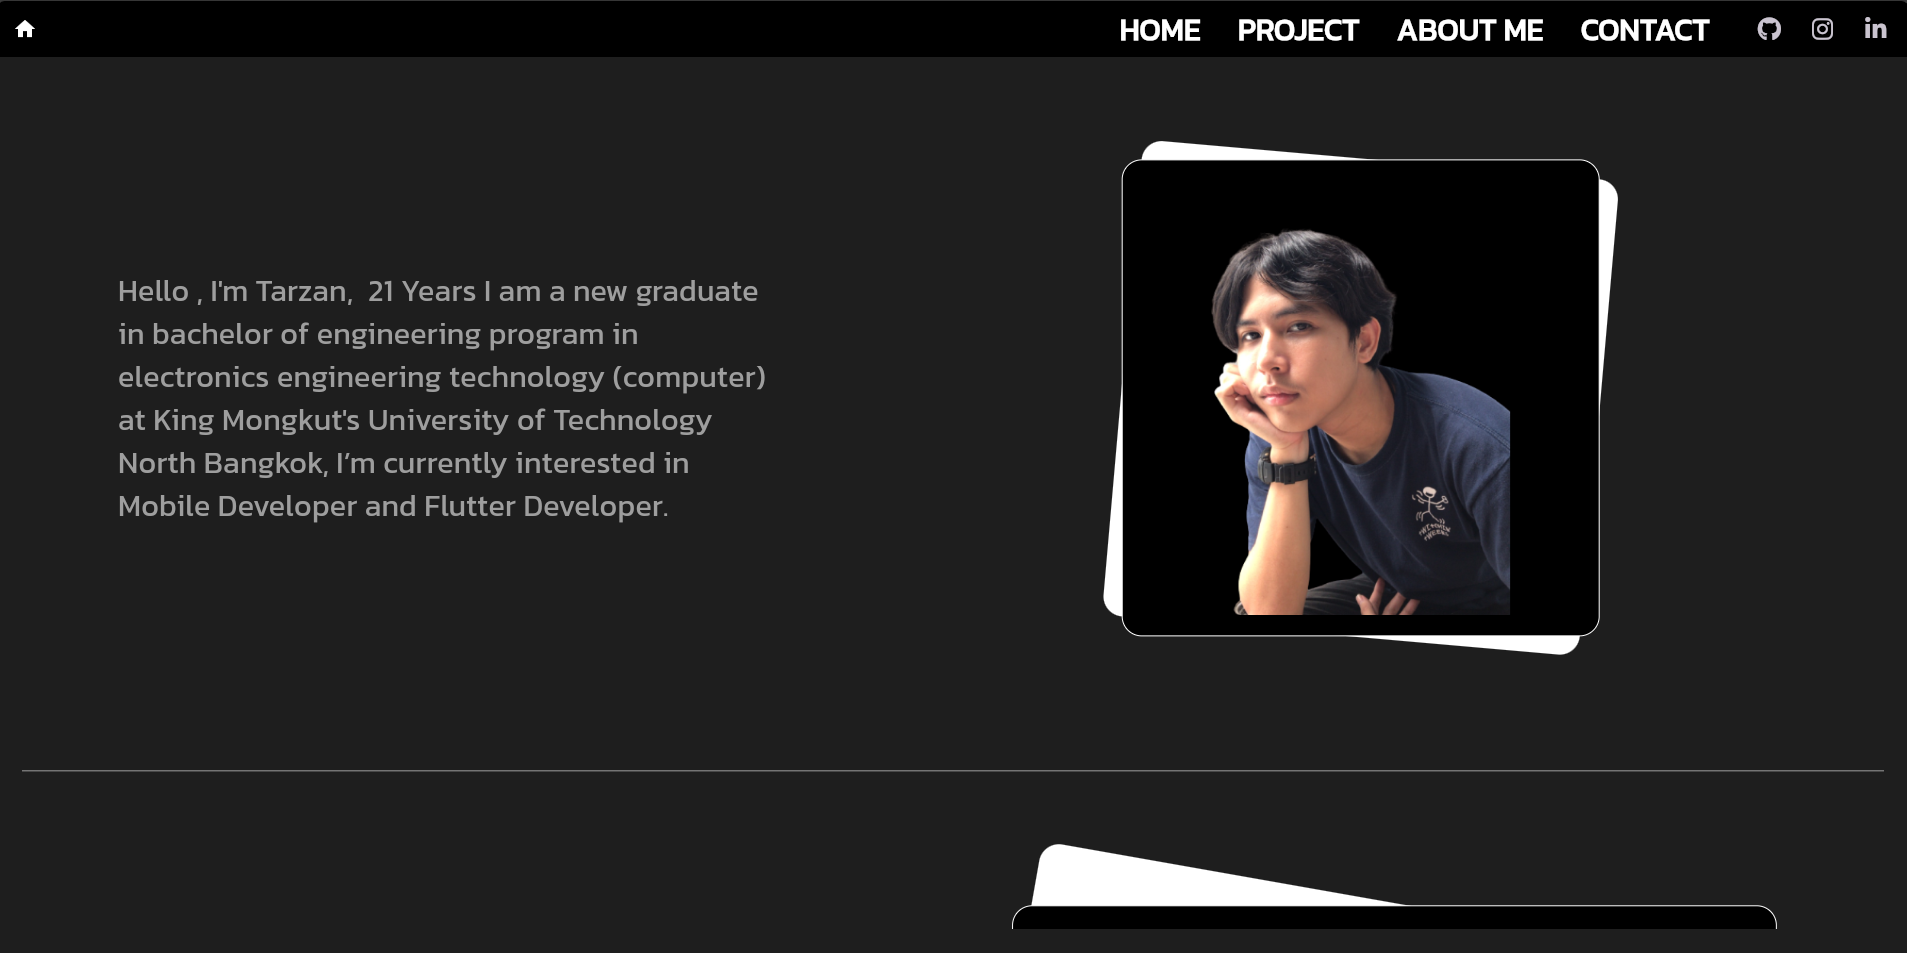 HOME PROJECT ABOUT ME CONTACT
Hello , I'm Tarzan,  21 Years I am a new graduate
in bachelor of engineering program in
electronics engineering technology (computer)
at King Mongkut's University of Technology
North Bangkok, I’m currently interested in
Mobile Developer and Flutter Developer.